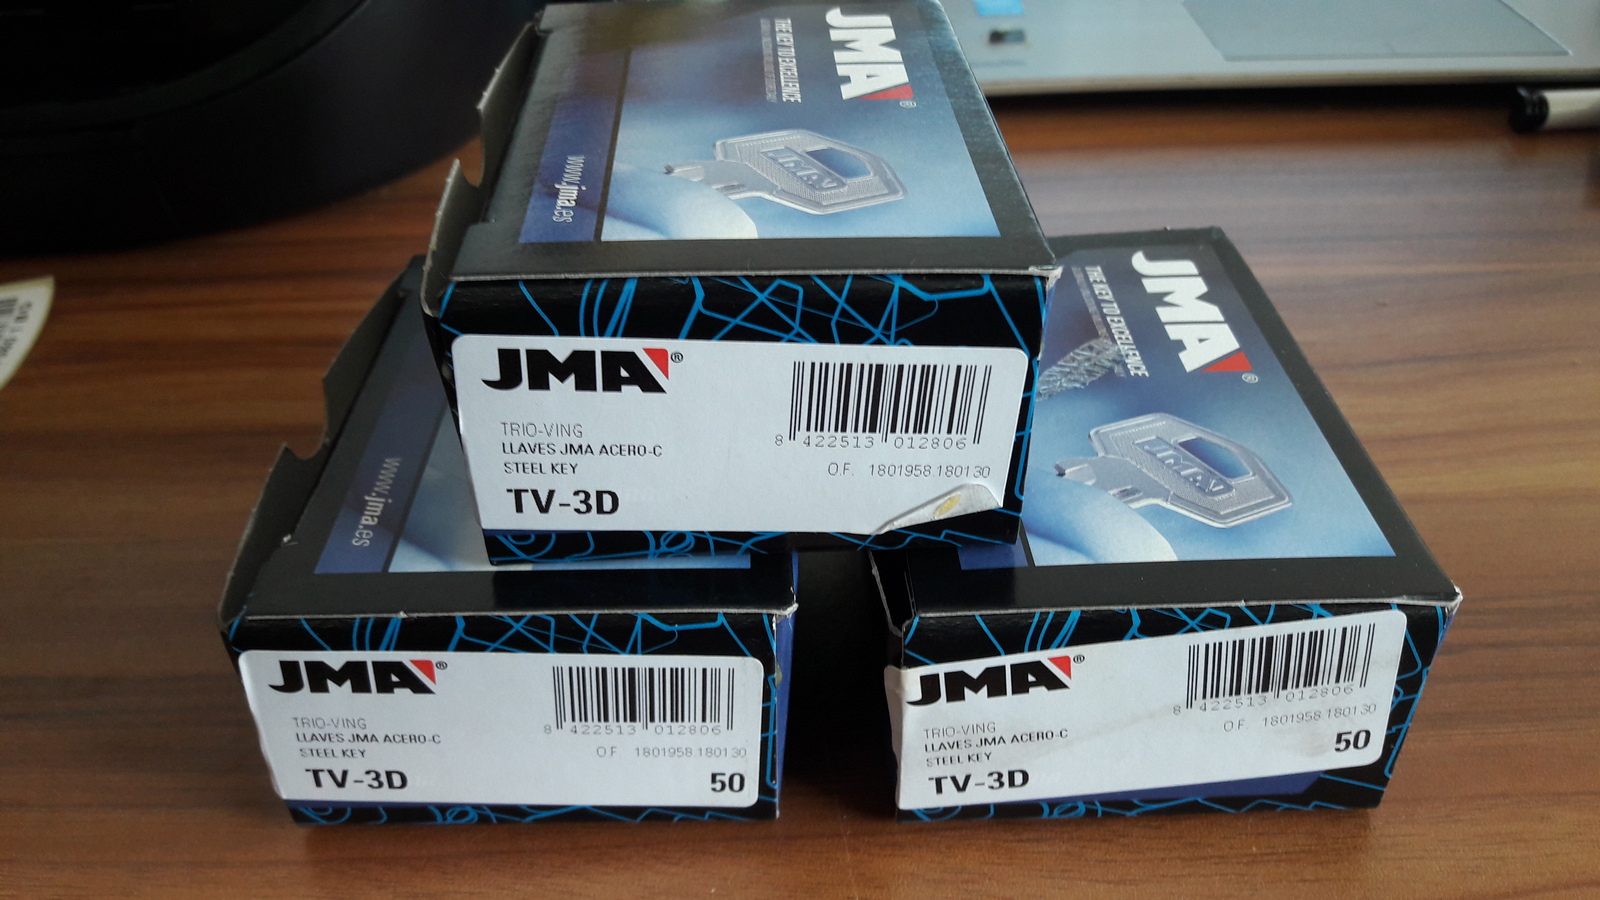 JMA®
THE KEY TO EXCELLENCE
www.jma.es
JMA
JMA®
TRIO-VING
LLAVES JMA ACERO-C
STEEL KEY
TV-3D
8 422513 012806
O.F. 1801958.180130
JMA®
THE KEY TO EXCELLENCE
JMA
www.jma.es
JMA®
TRIO-VING
LLAVES JMA ACERO-C
STEEL KEY
TV-3D
8 422513 012806
O.F. 1801958.180130
50
JMA®
TRIO-VING
LLAVES JMA ACERO-C
STEEL KEY
TV-3D
8 422513 012806
O.F. 1801958.180130
50